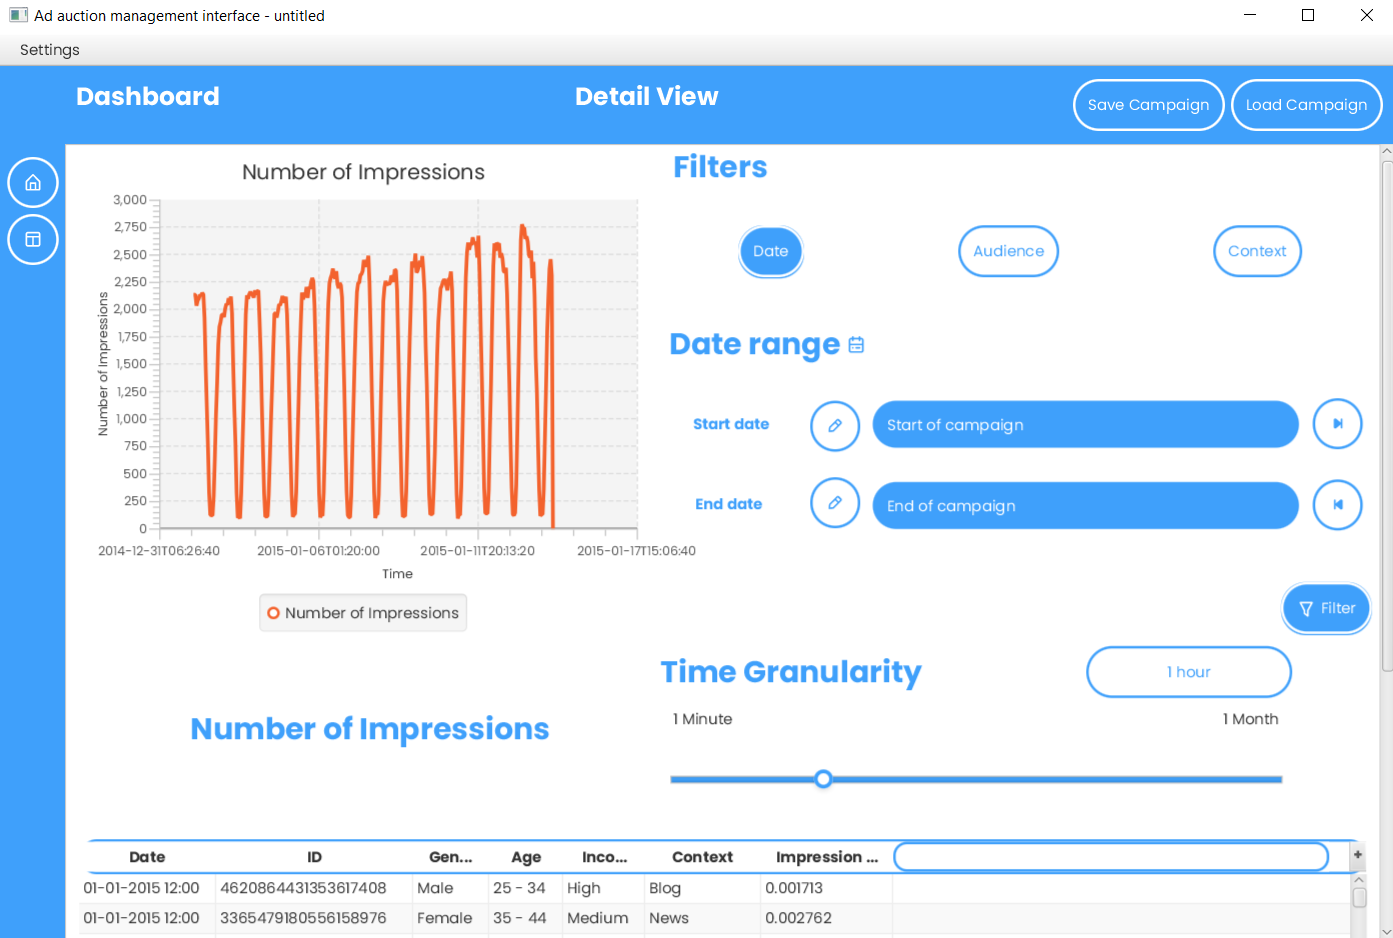 Ad auction management interface - untitled
Settings
Dashboard
Detail View
Save Campaign
Load Campaign
Number of Impressions
3,000
2,750
2,500
2,250
2,000
1,750
1,500
1,250
1,000
750
500
250
0
Number of Impressions
2014-12-31T06:26:40
2015-01-06T01:20:00
2015-01-11T20:13:20
2015-01-17T15:06:40
Time
Number of Impressions
Number of Impressions
Filters
Date
Audience
Context
Date range
Start date
Start of campaign
End date
End of campaign
Filter
Time Granularity
1 hour
1 Minute
1 Month
Date ID Gen... Age Inco... Context Impression ... +
01-01-2015 12:00 4620864431353617408 Male 25 - 34 High Blog 0.001713
01-01-2015 12:00 3365479180556158976 Female 35 - 44 Medium News 0.002762